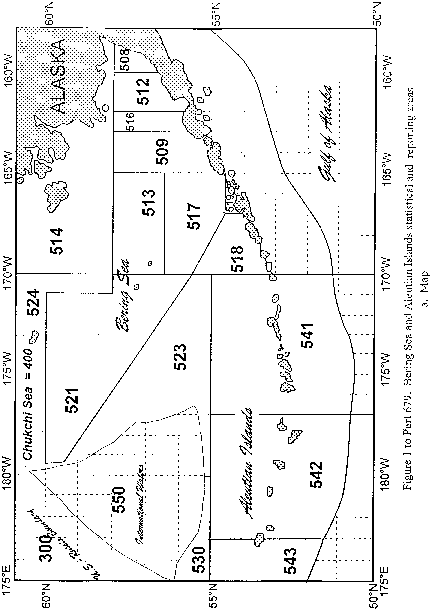 60°N
55°N
50°N
160°W
160°W
165°W
165°W
170°W
170°W
175°W
175°W
180°W
180°W
175°E
175°E
60°N
55°N
50°N
ALASKA
508
512
516
509
513
514
517
518
524
Chukchi Sea = 400
521
523
Bering Sea
Gulf of Alaska
541
542
543
Aleutian Islands
550
International Waters
530
300
U.S. - Russia Boundary
Figure 1 to Part 679. Bering Sea and Aleutian Islands statistical and reporting areas
a. Map